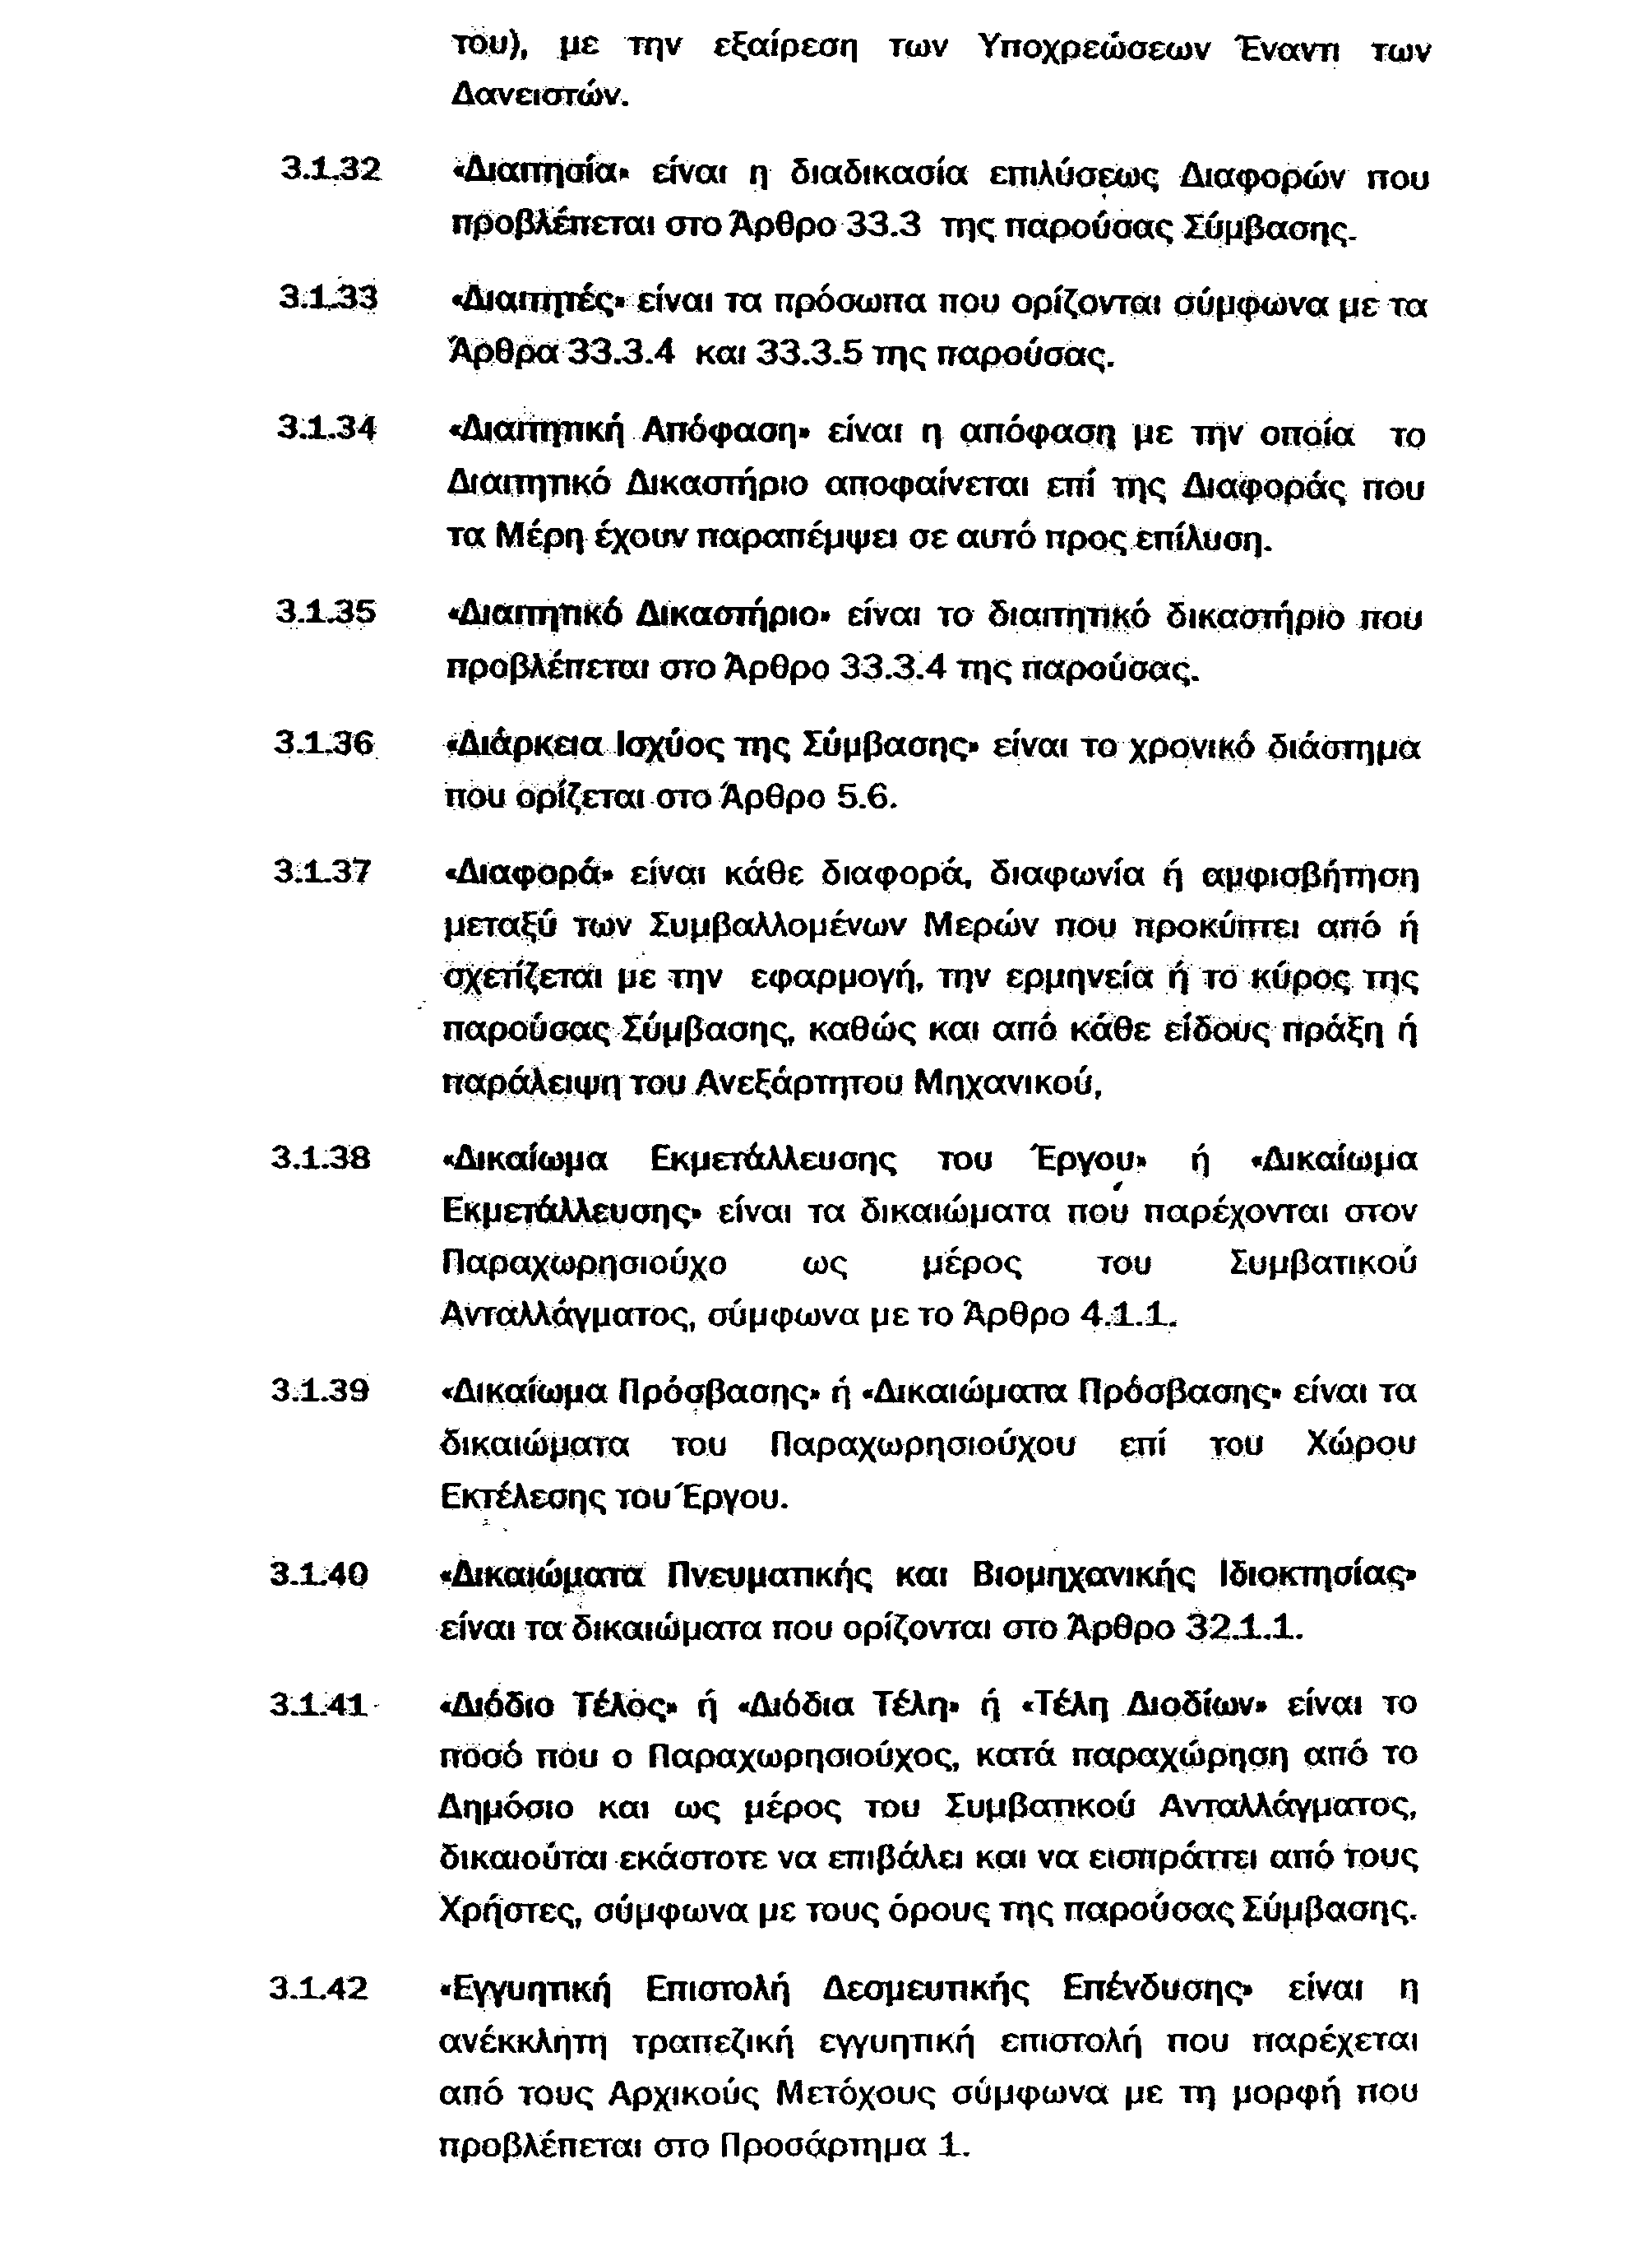 του), με την εξαίρεση των Υποχρεώσεων Έναντι των
Δανειστών.
3.1.32 «Διαιτησία» είναι η διαδικασία επιλύσεως Διαφορών που
προβλέπεται στο Άρθρο 33.3 της παρούσας Σύμβασης.
3.1.33 «Διαιτητές» είναι τα πρόσωπα που ορίζονται σύμφωνα με τα
Άρθρα 33.3.4 και 33.3.5 της παρούσας.
3.1.34 «Διαιτητική Απόφαση» είναι η απόφαση με την οποία το
Διαιτητικό Δικαστήριο αποφαίνεται επί της Διαφοράς που
τα Μέρη έχουν παραπέμψει σε αυτό προς επίλυση.
3.1.35 «Διαιτητικό Δικαστήριο» είναι το διαιτητικό δικαστήριο που
προβλέπεται στο Άρθρο 33.3.4 της παρούσας.
3.1.36 «Διάρκεια Ισχύος της Σύμβασης» είναι το χρονικό διάστημα
που ορίζεται στο Άρθρο 5.6.
3.1.37 «Διαφορά» είναι κάθε διαφορά, διαφωνία ή αμφισβήτηση
μεταξύ των Συμβαλλομένων Μερών που προκύπτει από ή
σχετίζεται με την εφαρμογή, την ερμηνεία ή το κύρος της
παρούσας Σύμβασης, καθώς και από κάθε είδους πράξη ή
παράλειψη του Ανεξάρτητου Μηχανικού,
3.1.38 «Δικαίωμα Εκμετάλλευσης του Έργου» ή «Δικαίωμα
Εκμετάλλευσης» είναι τα δικαιώματα που παρέχονται στον
Παραχωρησιούχο ως μέρος του Συμβατικού
Ανταλλάγματος, σύμφωνα με το Άρθρο 4.1.1.
3.1.39 «Δικαίωμα Πρόσβασης» ή «Δικαιώματα Πρόσβασης» είναι τα
δικαιώματα του Παραχωρησιούχου επί του Χώρου
Εκτέλεσης του Έργου.
3.1.40 «Δικαιώματα Πνευματικής και Βιομηχανικής Ιδιοκτησίας»
είναι τα δικαιώματα που ορίζονται στο Άρθρο 32.1.1.
3.1.41 «Διόδιο Τέλος» ή «Διόδια Τέλη» ή «Τέλη Διοδίων» είναι το
ποσό που ο Παραχωρησιούχος, κατά παραχώρηση από το
Δημόσιο και ως μέρος του Συμβατικού Ανταλλάγματος,
δικαιούται εκάστοτε να επιβάλει και να εισπράττει από τους
Χρήστες, σύμφωνα με τους όρους της παρούσας Σύμβασης.
3.1.42 «Εγγυητική Επιστολή Δεσμευτικής Επένδυσης» είναι η
ανέκκλητη τραπεζική εγγυητική επιστολή που παρέχεται
από τους Αρχικούς Μετόχους σύμφωνα με τη μορφή που
προβλέπεται στο Προσάρτημα 1.